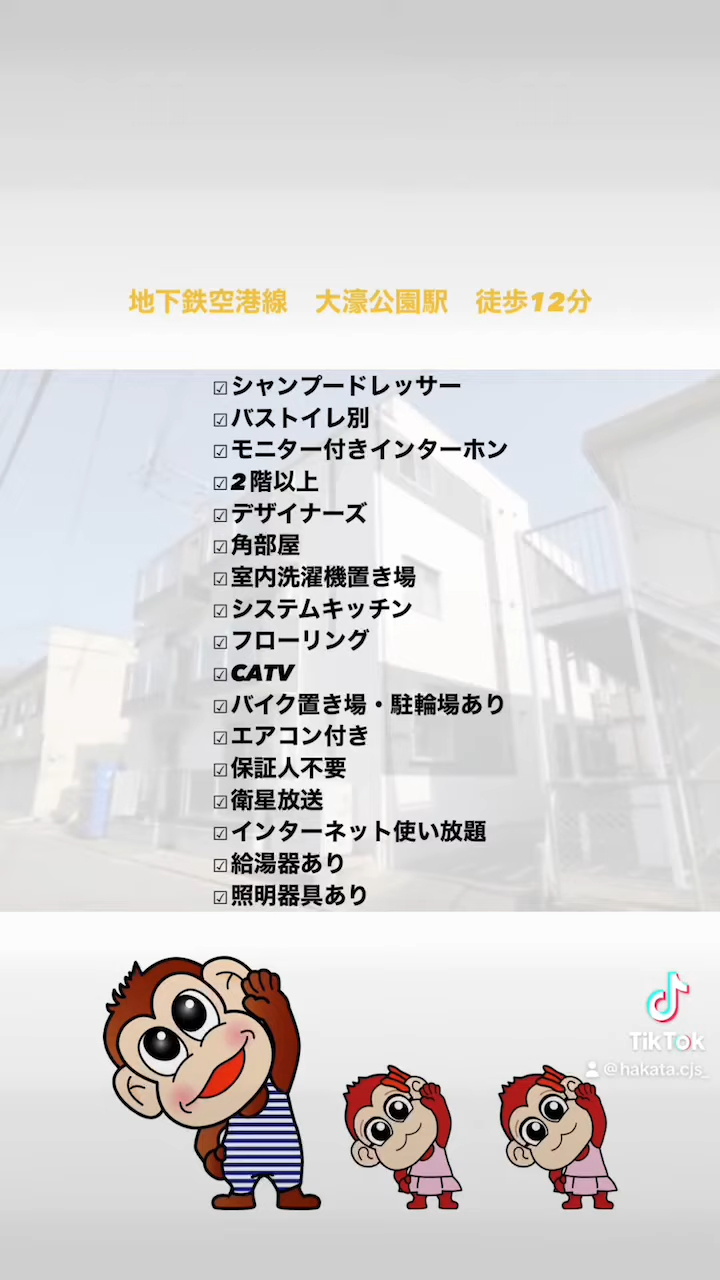 地下鉄空港線　大濠公園駅　徒歩12分
☑シャンプードレッサー
☑バストイレ別
☑モニター付きインターホン
☑2階以上
☑デザイナーズ
☑角部屋
☑室内洗濯機置き場
☑システムキッチン
☑フローリング
☑CATV
☑バイク置き場・駐輪場あり
☑エアコン付き
☑保証人不要
☑衛星放送
☑インターネット使い放題
☑給湯器あり
☑照明器具あり
TikTok
@hakata.cjs_